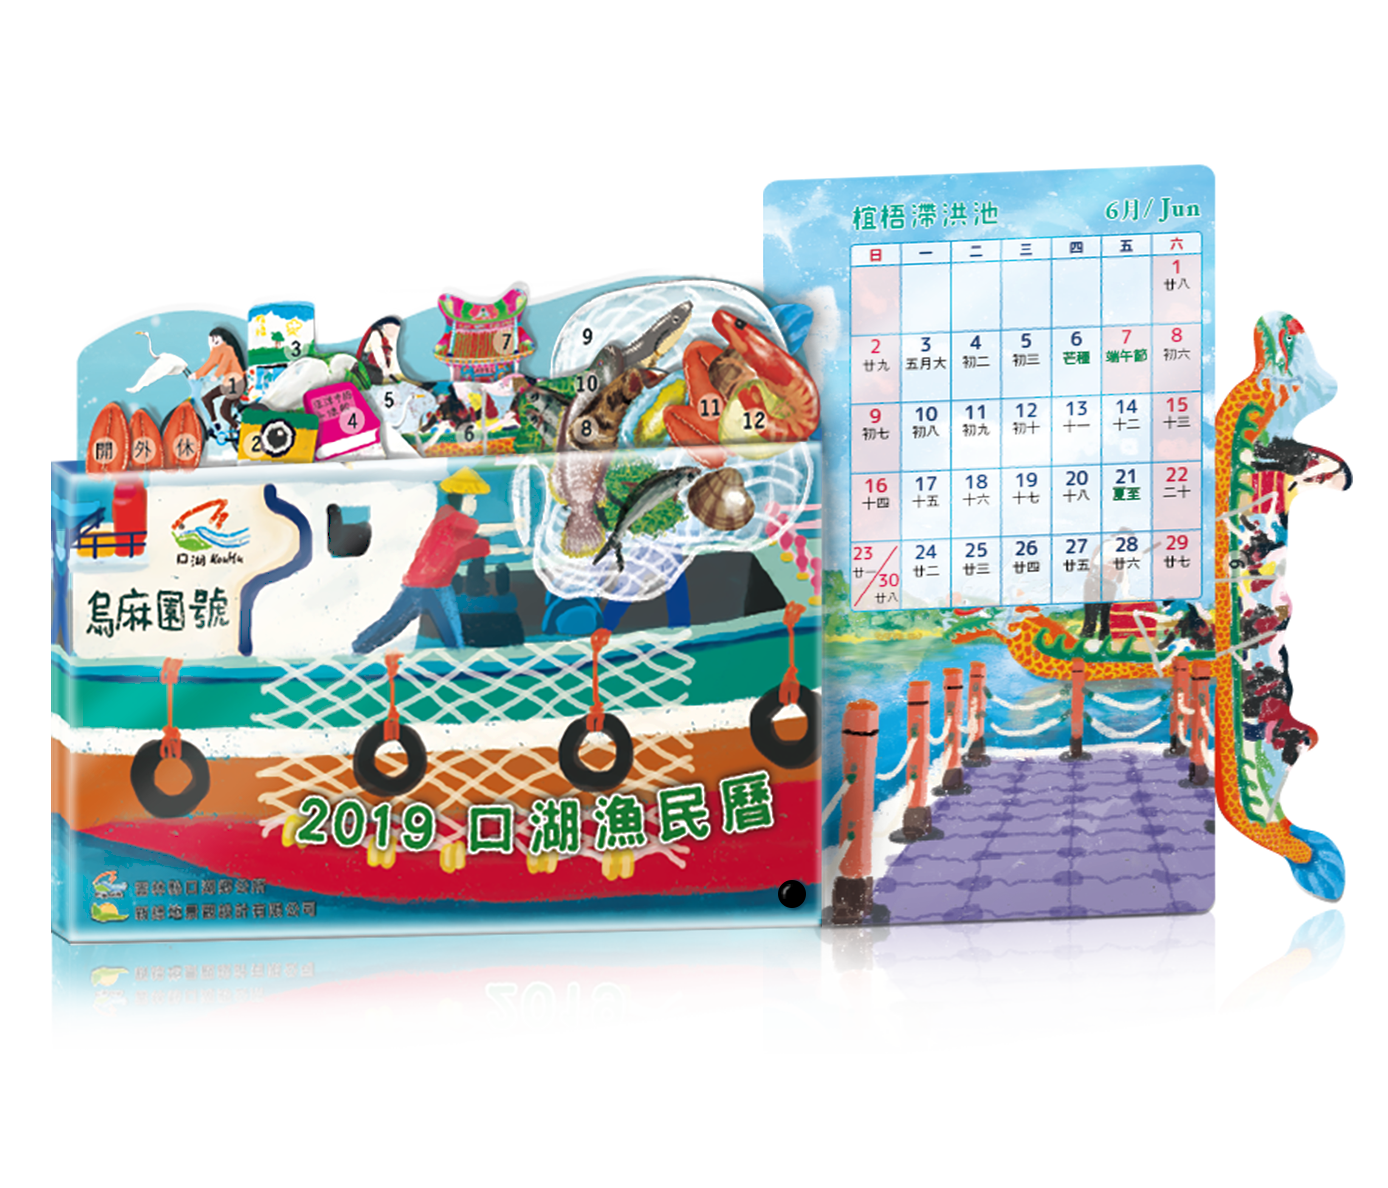 1
2
3
4
5
6
7
8
9
10
11
12
開 外 休
口湖 KouHu
烏麻園號
2019 口湖漁民曆
植梧滯洪池
6月/Jun
日 一 二 三 四 五 六
1
廿八
2 3 4 5 6 7 8
廿九 五月大 初二 初三 芒種 端午節 初六
9 10 11 12 13 14 15
初七 初八 初九 初十 十一 十二 十三
16 17 18 19 20 21 22
十四 十五 十六 十七 十八 夏至 二十
23/30 24 25 26 27 28 29
廿一/廿八 廿二 廿三 廿四 廿五 廿六 廿七
6